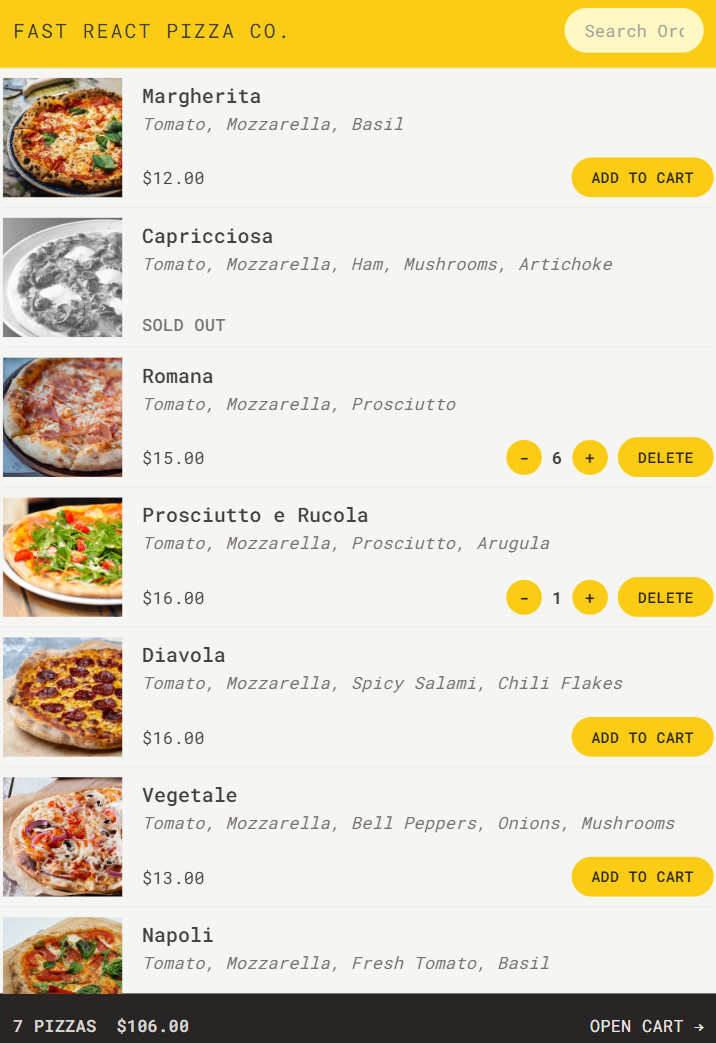 FAST REACT PIZZA CO.
Search Ord
Margherita
Tomato, Mozzarella, Basil
$12.00
ADD TO CART
Capricciosa
Tomato, Mozzarella, Ham, Mushrooms, Artichoke
SOLD OUT
Romana
Tomato, Mozzarella, Prosciutto
$15.00
- 6 + DELETE
Prosciutto e Rucola
Tomato, Mozzarella, Prosciutto, Arugula
$16.00
- 1 + DELETE
Diavola
Tomato, Mozzarella, Spicy Salami, Chili Flakes
$16.00
ADD TO CART
Vegetale
Tomato, Mozzarella, Bell Peppers, Onions, Mushrooms
$13.00
ADD TO CART
Napoli
Tomato, Mozzarella, Fresh Tomato, Basil
7 PIZZAS $106.00
OPEN CART →